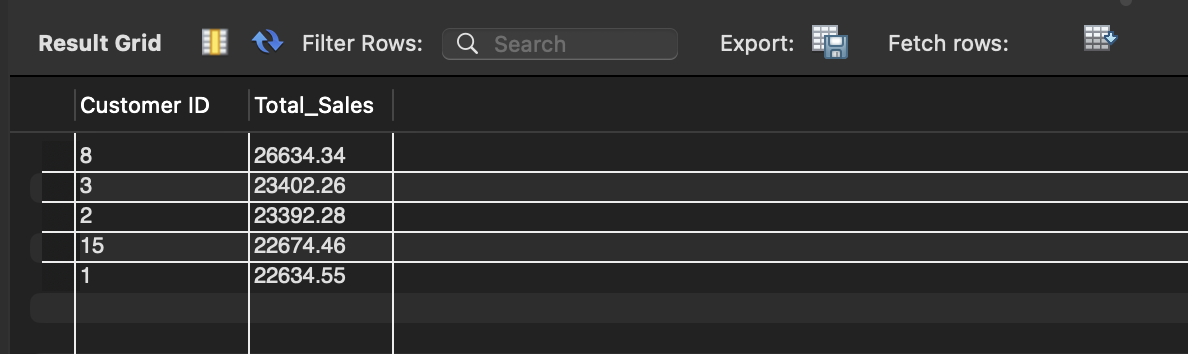 Result Grid Filter Rows: Search Export: Fetch rows:
Customer ID Total_Sales
8 26634.34
3 23402.26
2 23392.28
15 22674.46
1 22634.55